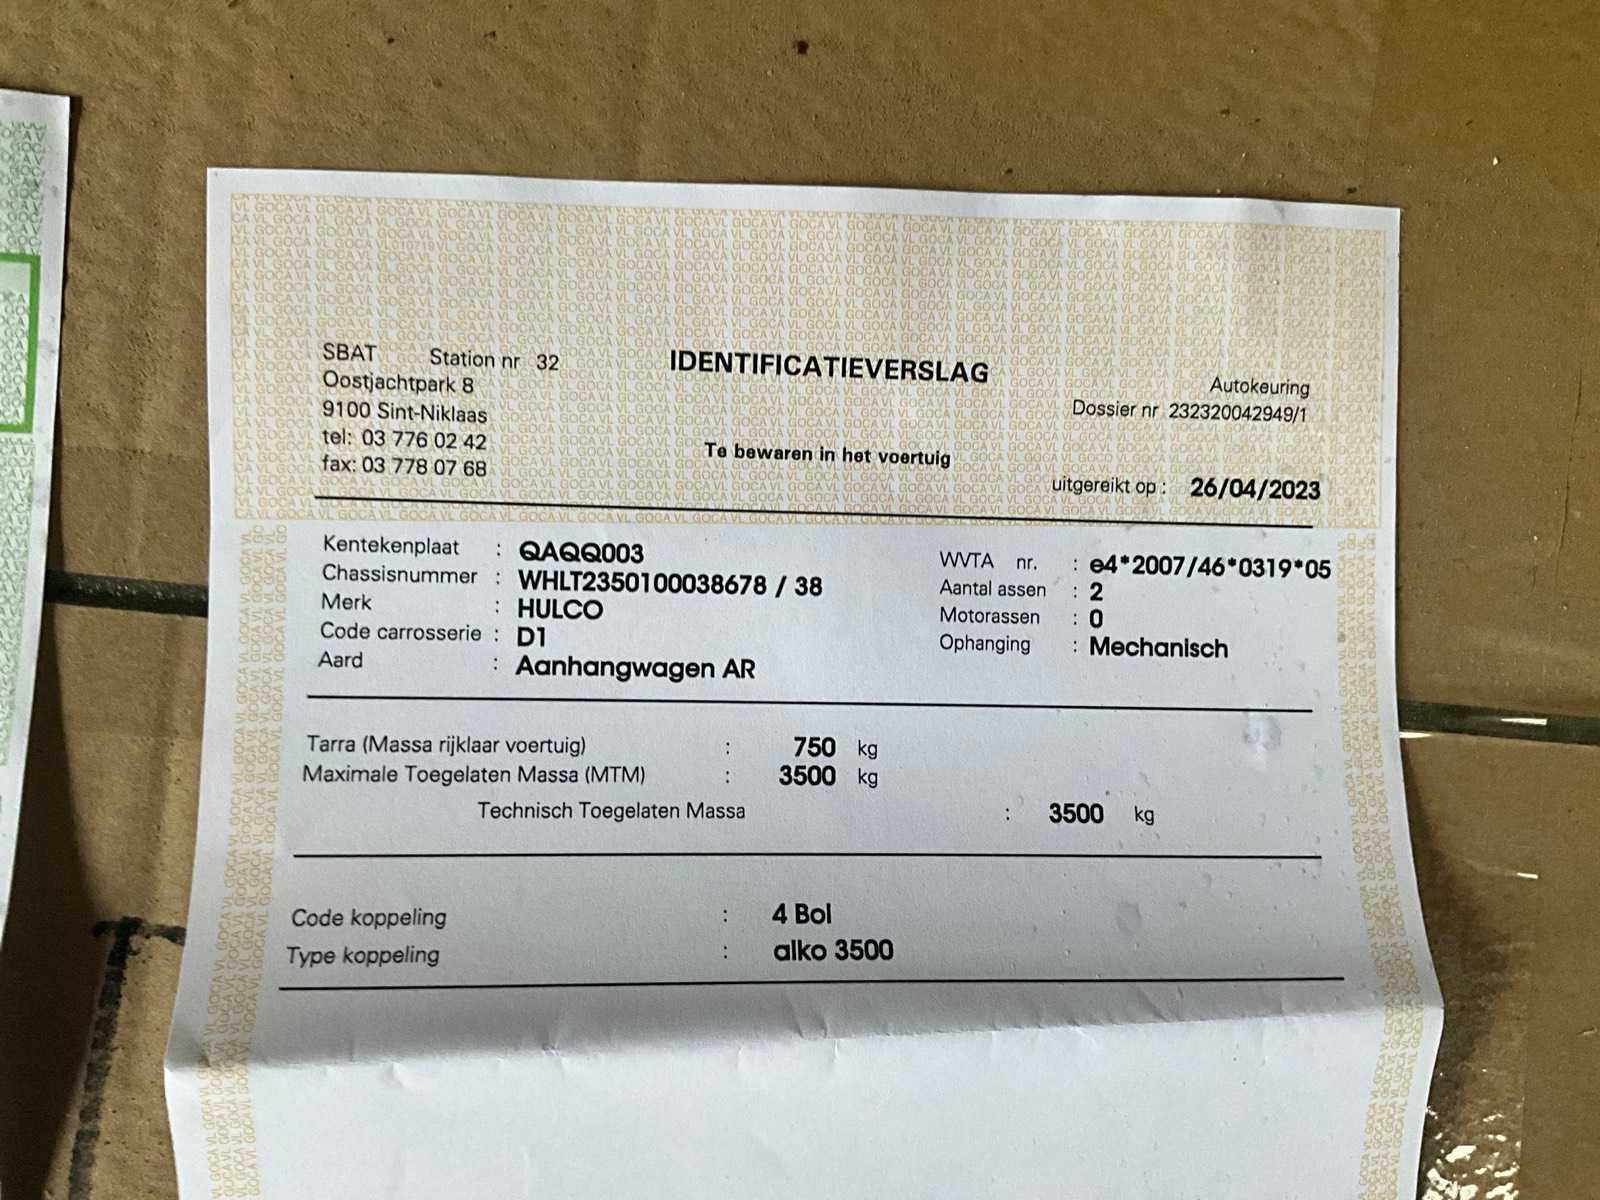 SBAT Station nr 32
Oostjachtpark 8
9100 Sint-Niklaas
tel: 03 776 02 42
fax: 03 778 07 68
IDENTIFICATIEVERSLAG
Te bewaren in het voertuig
Autokeuring
Dossier nr 232320042949/1
uitgereikt op : 26/04/2023
Kentekenplaat : QAQQ003
Chassisnummer : WHLT2350100038678 / 38
Merk : HULCO
Code carrosserie : D1
Aard : Aanhangwagen AR
WVTA nr. : e4*2007/46*0319*05
Aantal assen : 2
Motorassen : 0
Ophanging : Mechanisch
Tarra (Massa rijklaar voertuig) : 750 kg
Maximale Toegelaten Massa (MTM) : 3500 kg
Technisch Toegelaten Massa : 3500 kg
Code koppeling : 4 Bol
Type koppeling : alko 3500